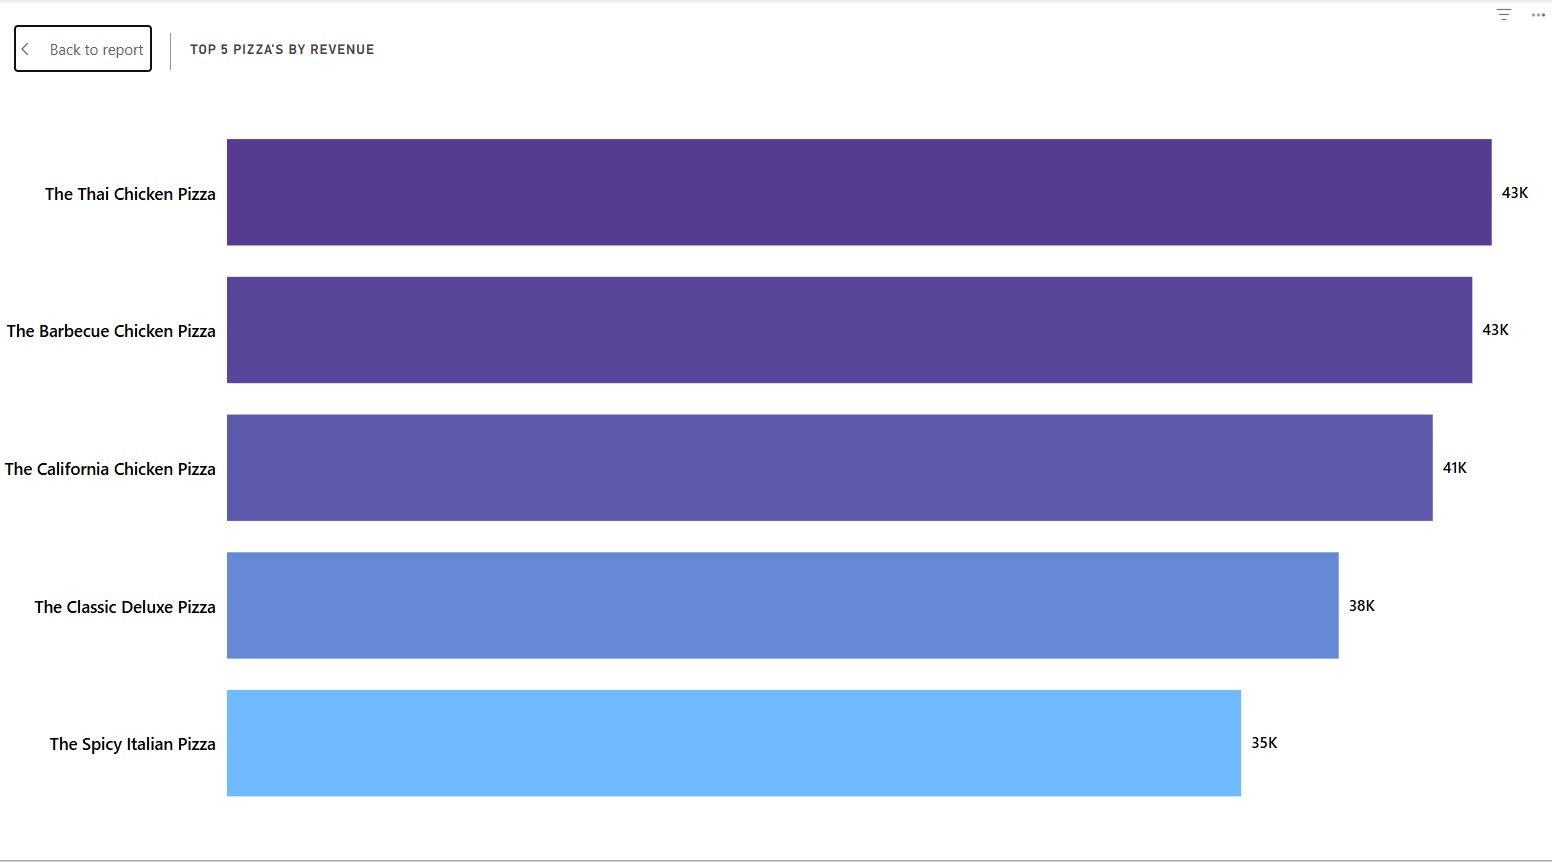 Back to report
TOP 5 PIZZA'S BY REVENUE
The Thai Chicken Pizza 43K
The Barbecue Chicken Pizza 43K
The California Chicken Pizza 41K
The Classic Deluxe Pizza 38K
The Spicy Italian Pizza 35K